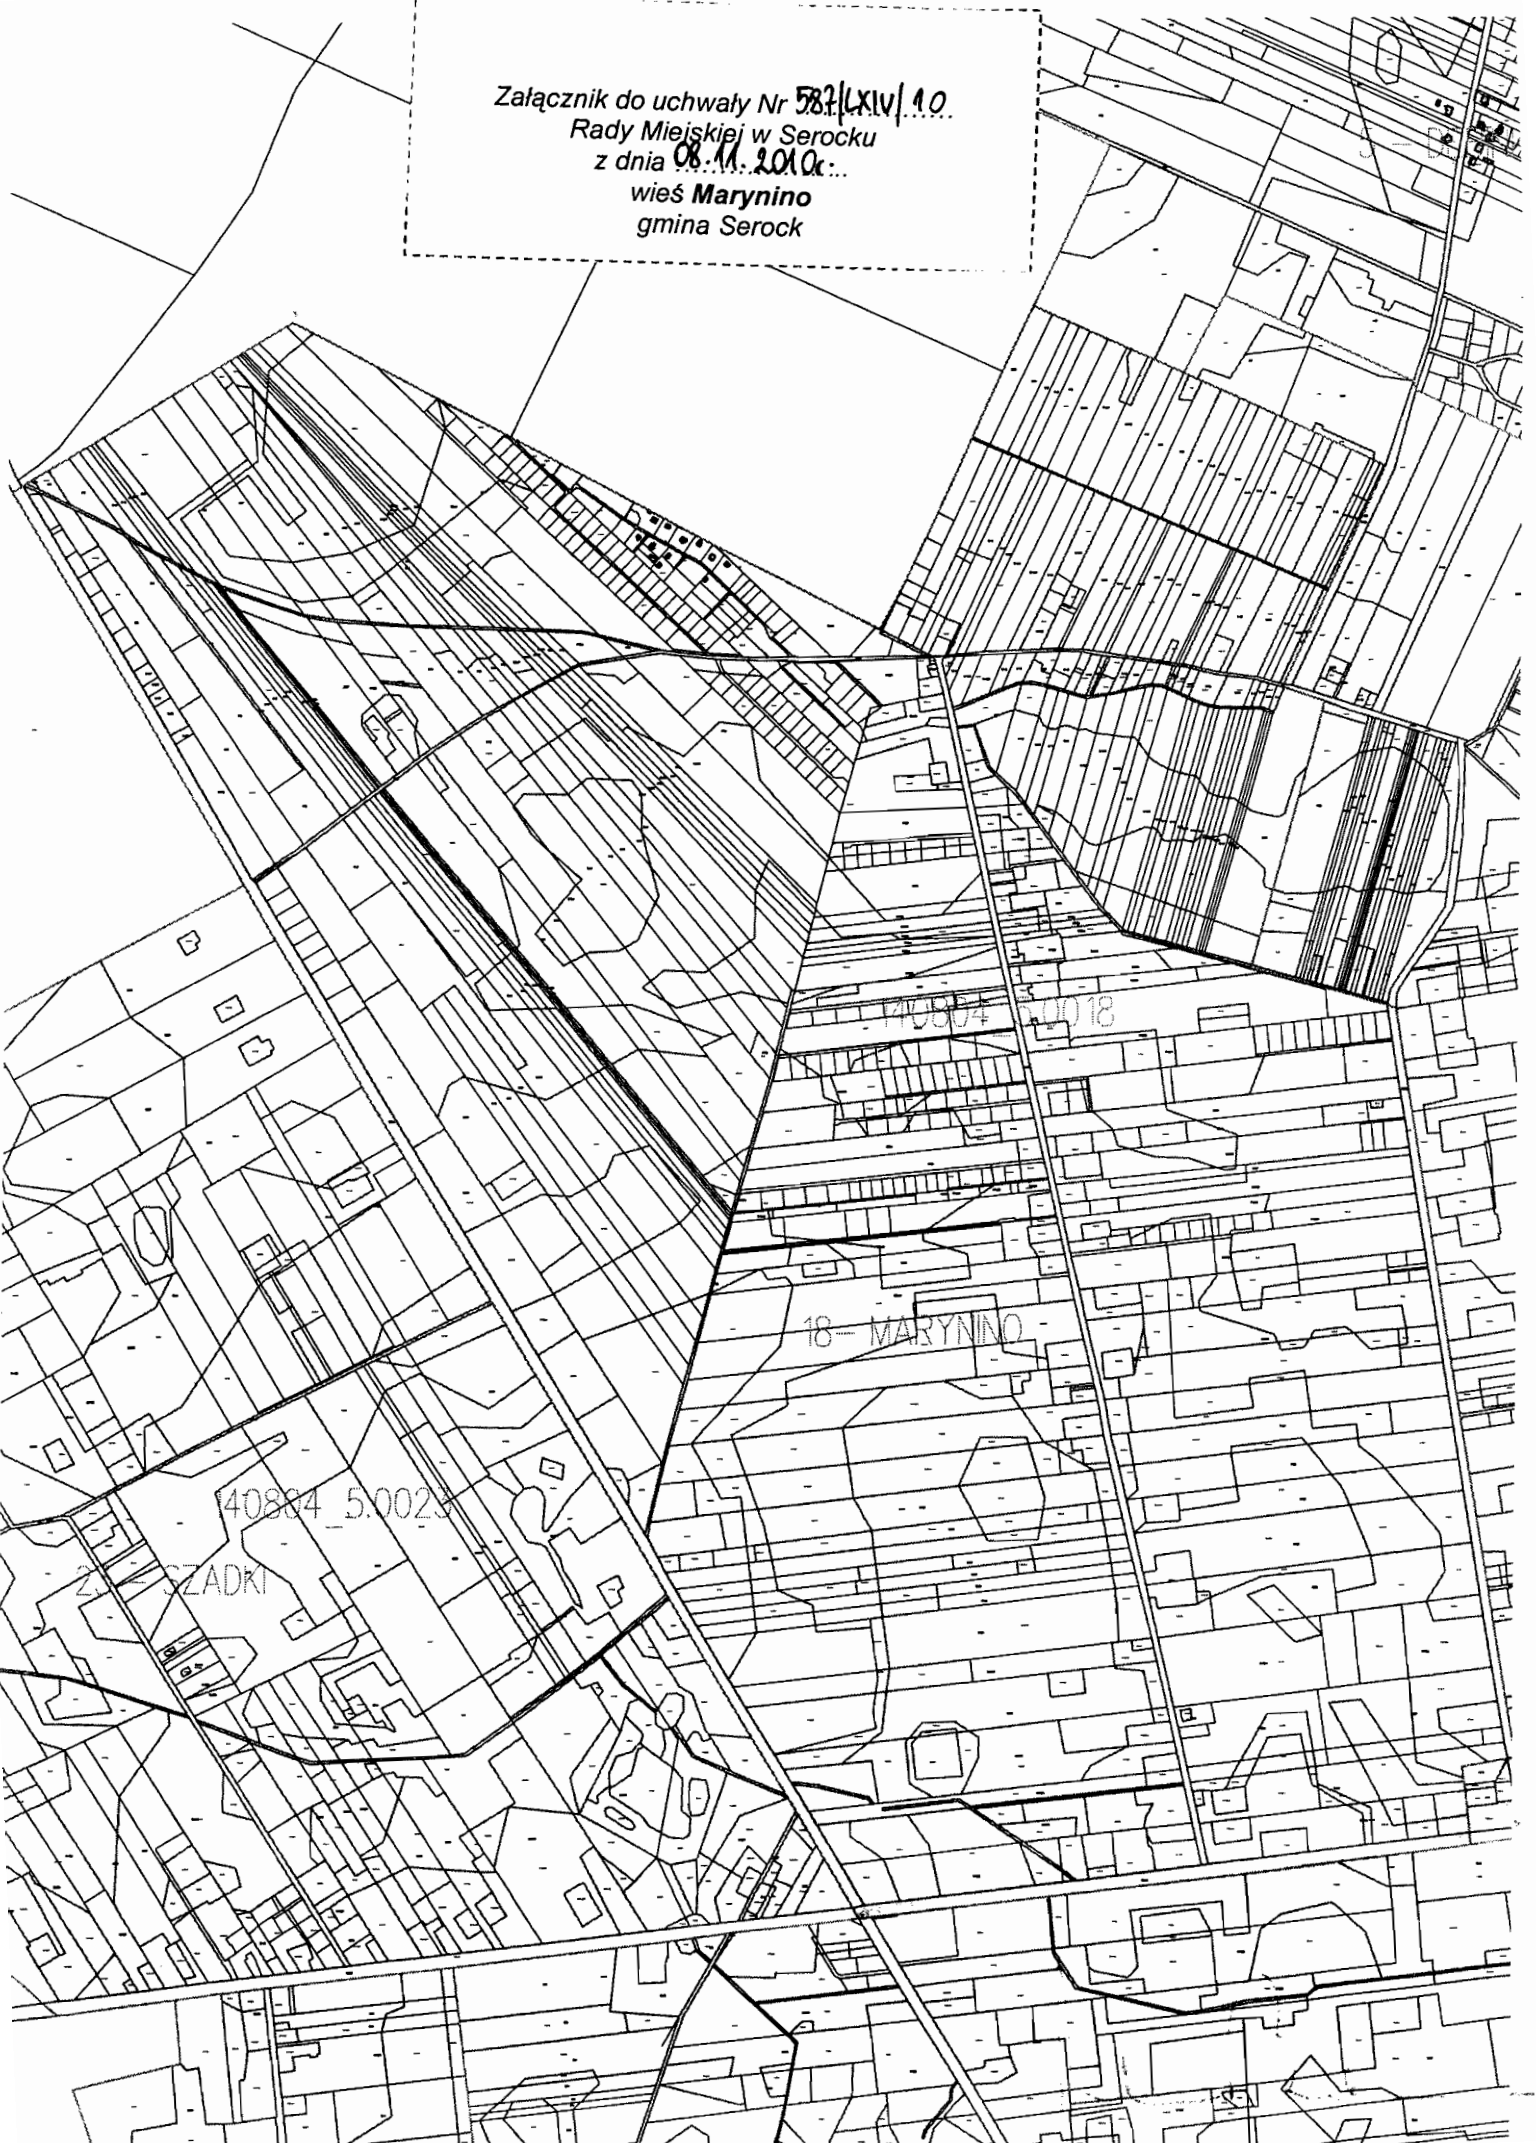 Załącznik do uchwały Nr 587/LXIV/10
Rady Miejskiej w Serocku
z dnia 08.11.2010r.
wieś Marynino
gmina Serock
140804_5.0018
18- MARYNINO
140804_5.0023
23 - SZADKI